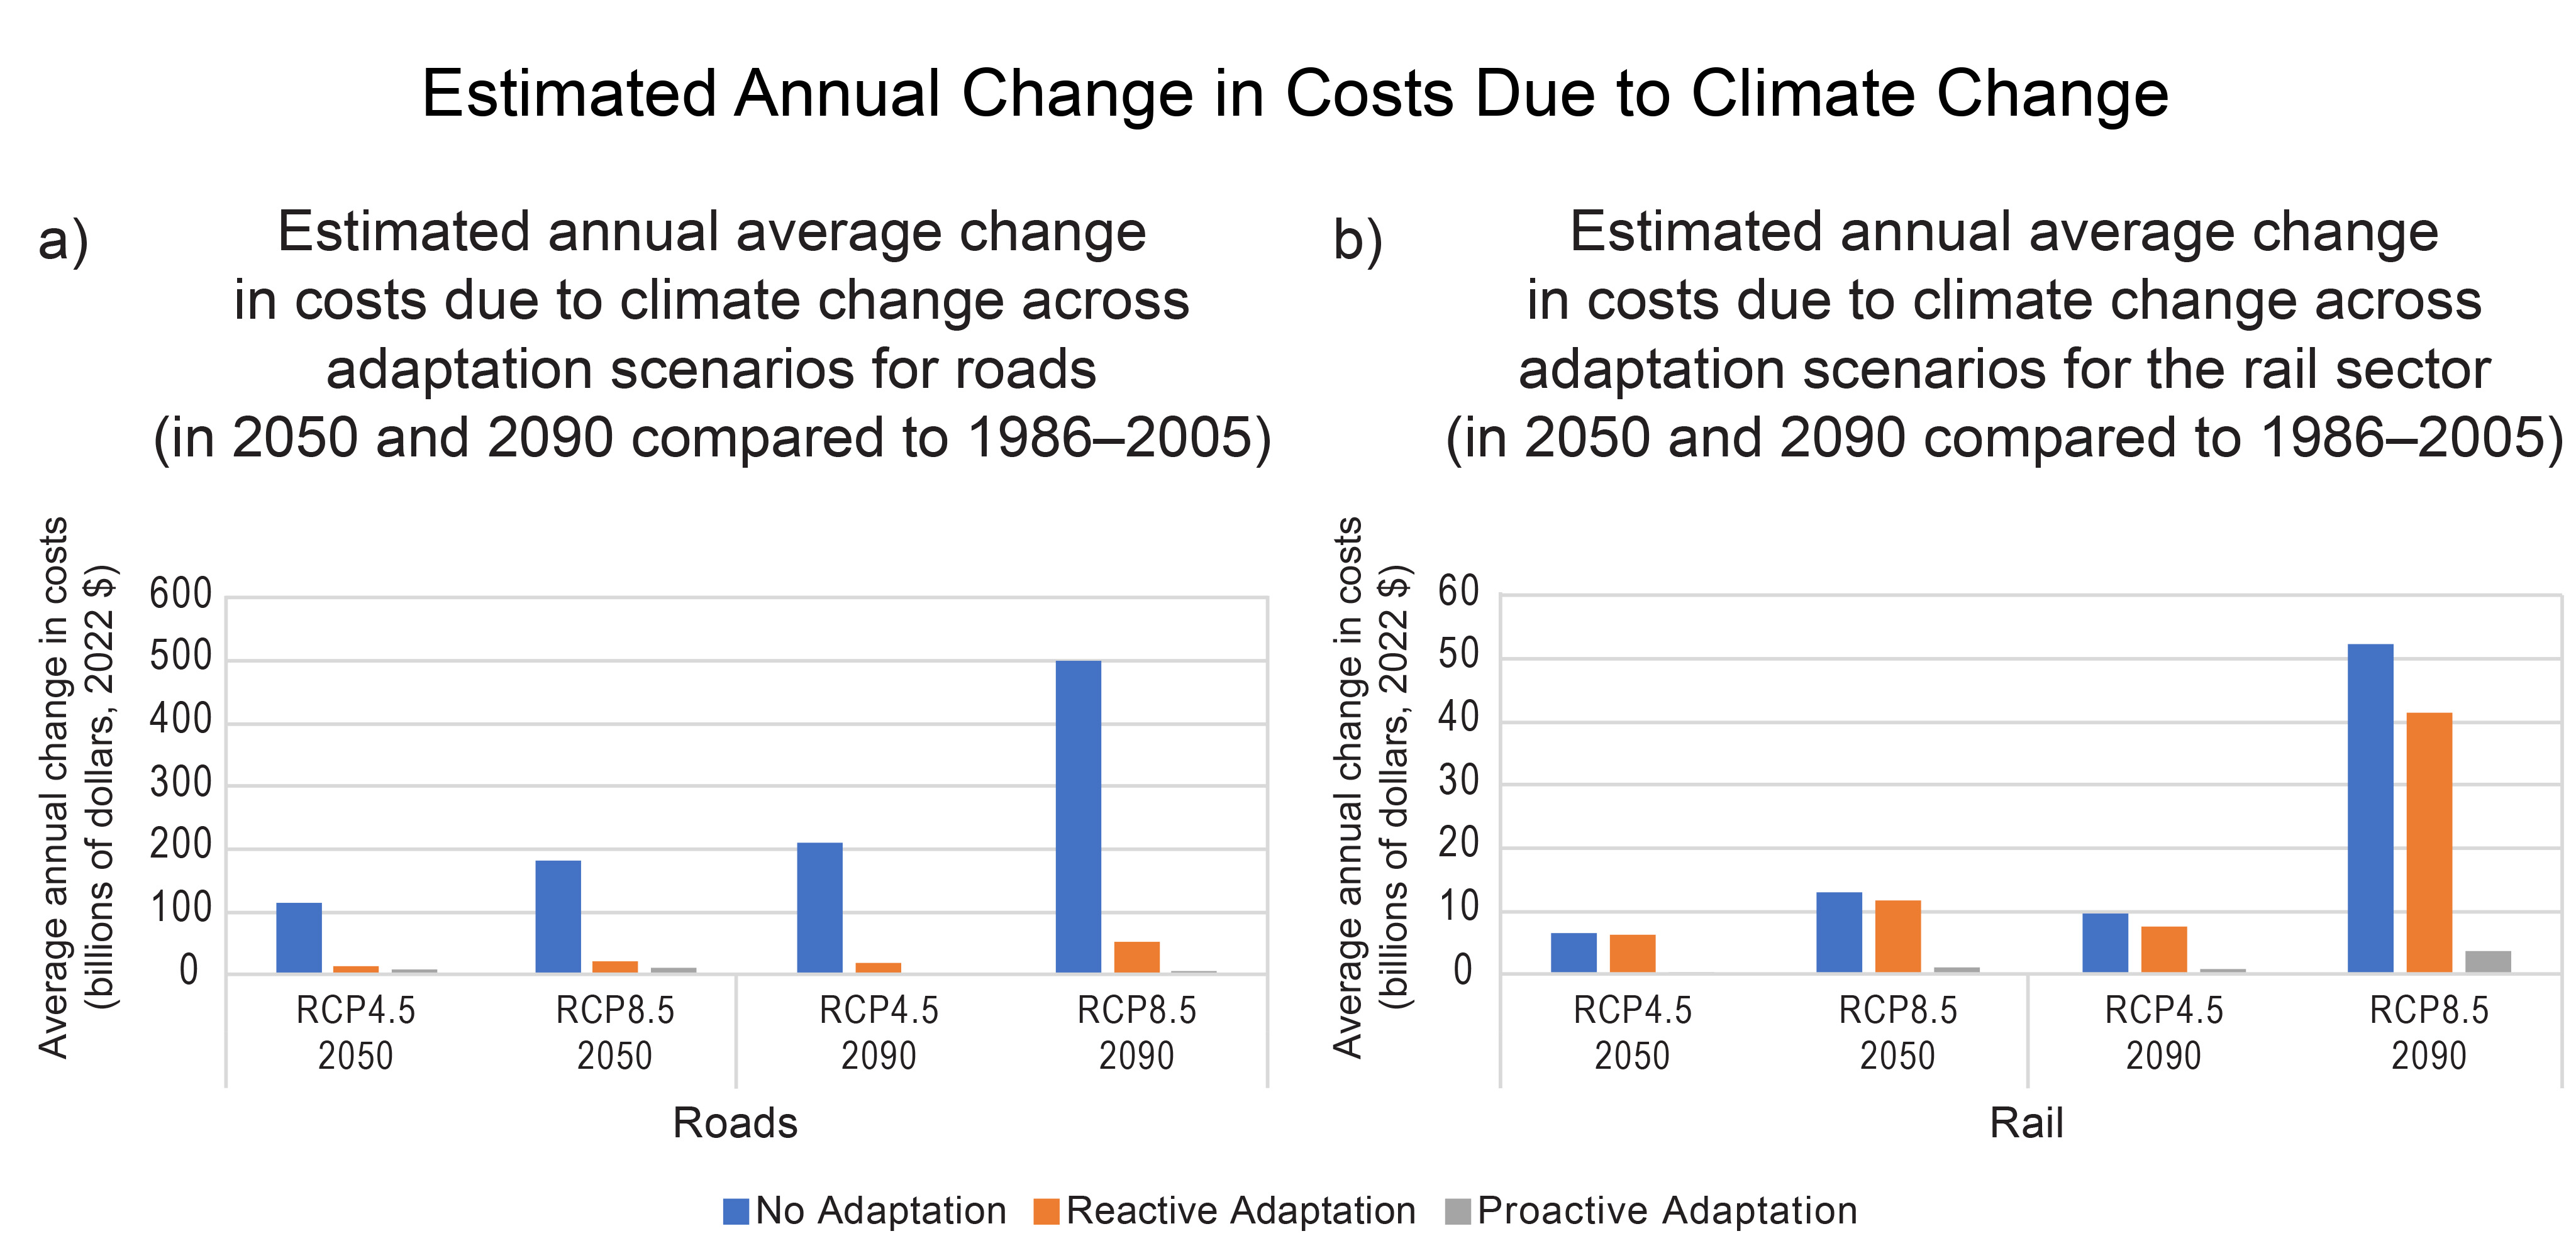 Estimated Annual Change in Costs Due to Climate Change
a)
Estimated annual average change
in costs due to climate change across
adaptation scenarios for roads
(in 2050 and 2090 compared to 1986–2005)
Average annual change in costs
(billions of dollars, 2022 $)
600
500
400
300
200
100
0
RCP4.5
2050
RCP8.5
2050
RCP4.5
2090
RCP8.5
2090
Roads
b)
Estimated annual average change
in costs due to climate change across
adaptation scenarios for the rail sector
(in 2050 and 2090 compared to 1986–2005)
Average annual change in costs
(billions of dollars, 2022 $)
60
50
40
30
20
10
0
RCP4.5
2050
RCP8.5
2050
RCP4.5
2090
RCP8.5
2090
Rail
No Adaptation
Reactive Adaptation
Proactive Adaptation